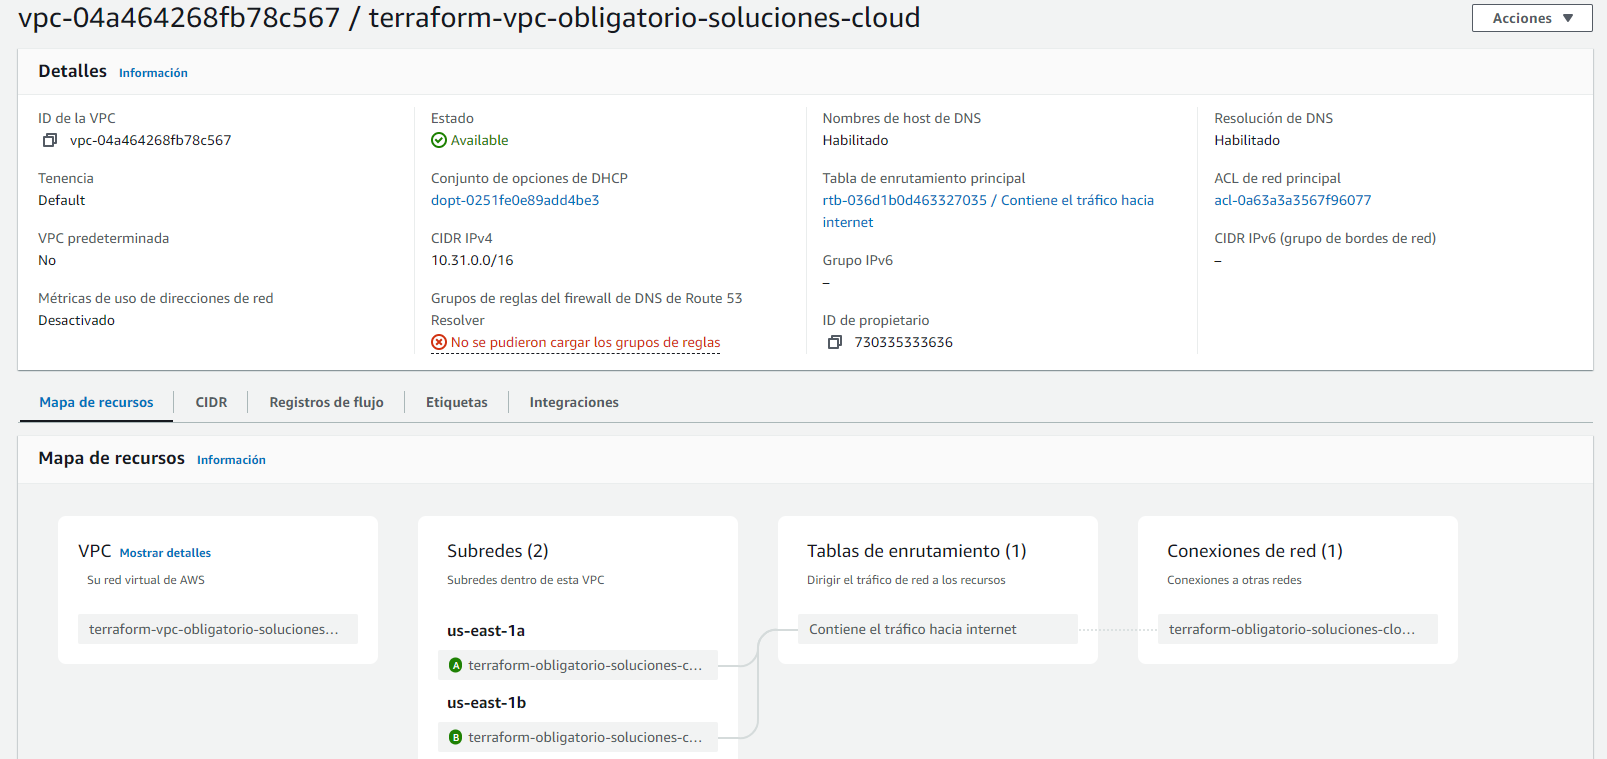 vpc-04a464268fb78c567 / terraform-vpc-obligatorio-soluciones-cloud
Acciones
Detalles Información
ID de la VPC
vpc-04a464268fb78c567
Tenencia
Default
VPC predeterminada
No
Métricas de uso de direcciones de red
Desactivado
Estado
Available
Conjunto de opciones de DHCP
dopt-0251fe0e89add4be3
CIDR IPv4
10.31.0.0/16
Grupos de reglas del firewall de DNS de Route 53
Resolver
No se pudieron cargar los grupos de reglas
Nombres de host de DNS
Habilitado
Tabla de enrutamiento principal
rtb-036d1b0d463327035 / Contiene el tráfico hacia
internet
Grupo IPv6
–
ID de propietario
730335333636
Resolución de DNS
Habilitado
ACL de red principal
acl-0a63a3a3567f96077
CIDR IPv6 (grupo de bordes de red)
–
Mapa de recursos
CIDR
Registros de flujo
Etiquetas
Integraciones
Mapa de recursos Información
VPC Mostrar detalles
Su red virtual de AWS
terraform-vpc-obligatorio-soluciones...
Subredes (2)
Subredes dentro de esta VPC
us-east-1a
A terraform-obligatorio-soluciones-c...
us-east-1b
B terraform-obligatorio-soluciones-c...
Tablas de enrutamiento (1)
Dirigir el tráfico de red a los recursos
Contiene el tráfico hacia internet
Conexiones de red (1)
Conexiones a otras redes
terraform-obligatorio-soluciones-clo...